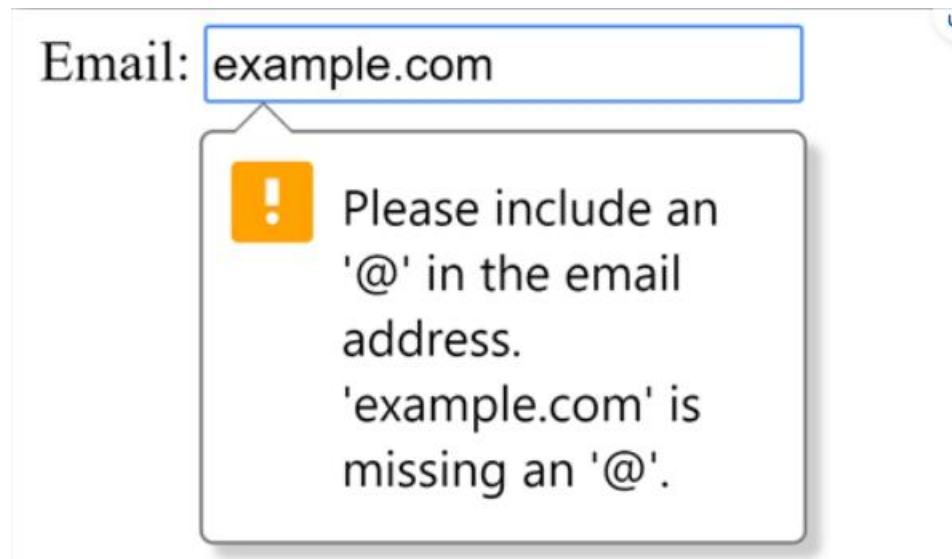 Email: example.com
Please include an
'@' in the email
address.
'example.com' is
missing an '@'.